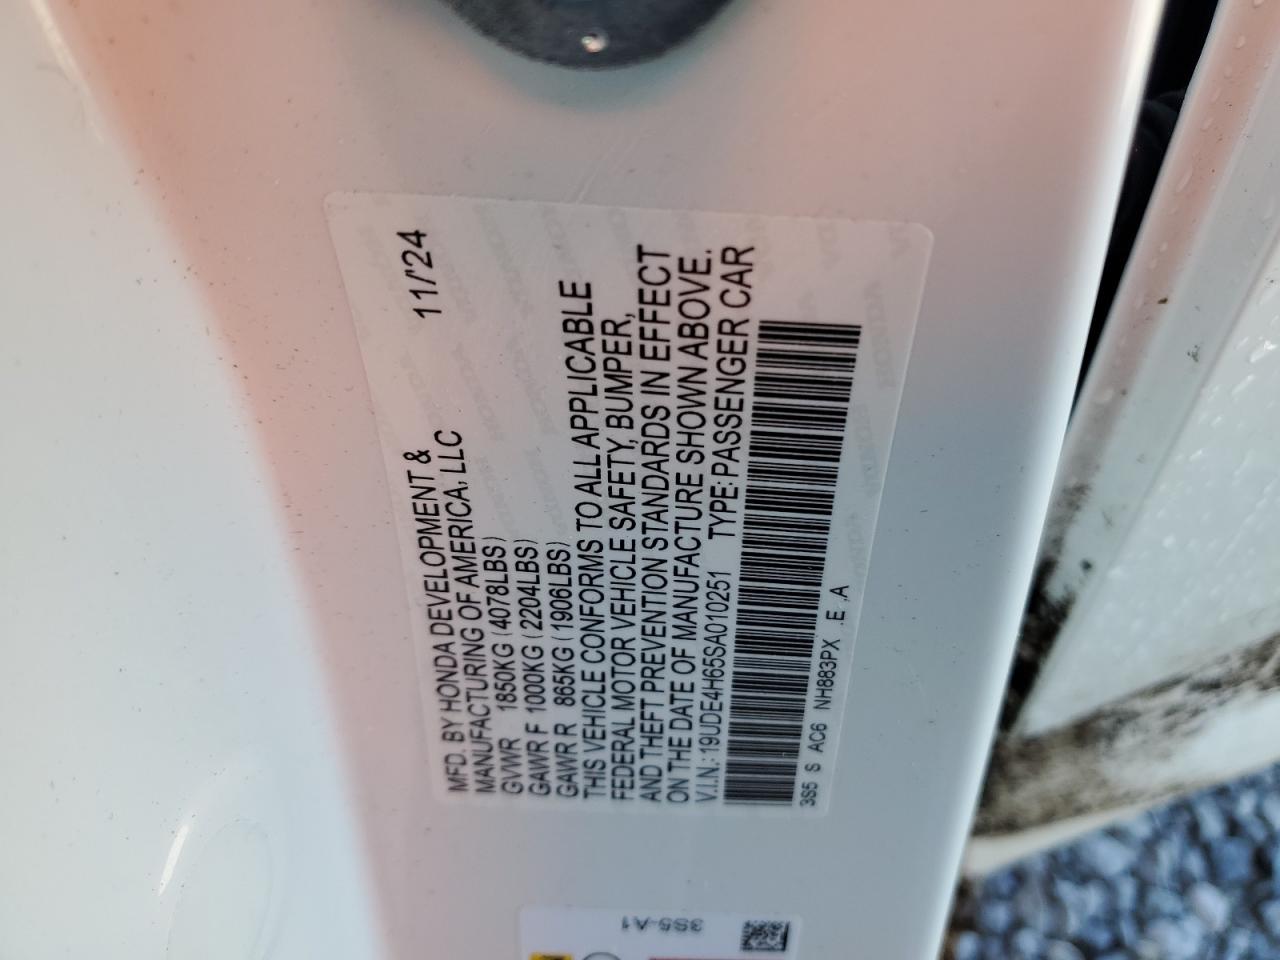 MFD. BY HONDA DEVELOPMENT & 11/'24
MANUFACTURING OF AMERICA, LLC
GVWR 1850KG (4078LBS)
GAWR F 1000KG (2204LBS)
GAWR R 865KG (1906LBS)
THIS VEHICLE CONFORMS TO ALL APPLICABLE
FEDERAL MOTOR VEHICLE SAFETY, BUMPER,
AND THEFT PREVENTION STANDARDS IN EFFECT
ON THE DATE OF MANUFACTURE SHOWN ABOVE.
V.I.N.: 19UDE4H65SA010251 TYPE: PASSENGER CAR
3S5 S AC6 NH883PX .E .A
3S5-A1